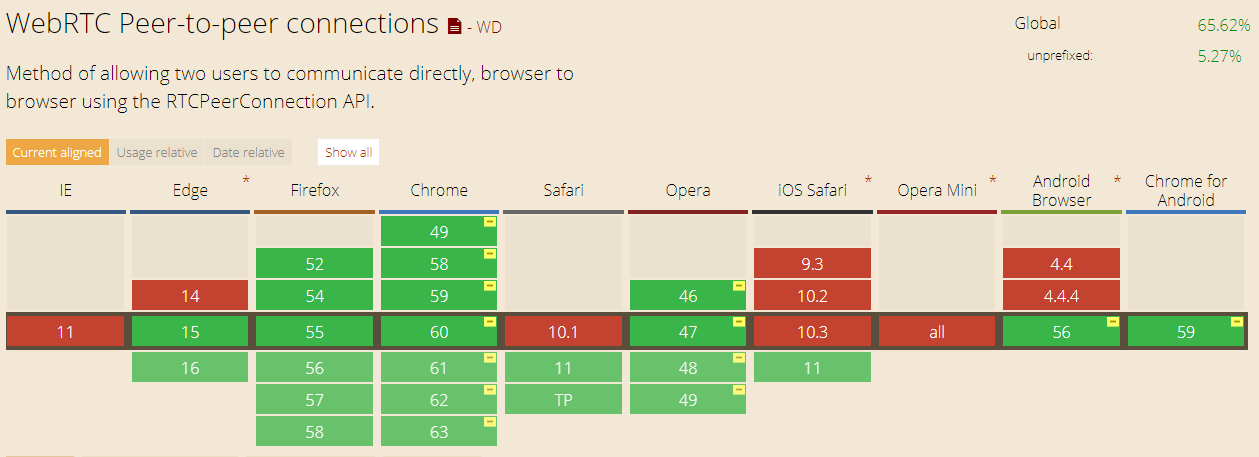 WebRTC Peer-to-peer connections - WD
Global 65.62%
unprefixed: 5.27%
Method of allowing two users to communicate directly, browser to
browser using the RTCPeerConnection API.
Current aligned Usage relative Date relative Show all
IE Edge * Firefox Chrome Safari Opera iOS Safari * Opera Mini * Android Browser * Chrome for Android
49
52 58 9.3 4.4
14 54 59 46 10.2 4.4.4
11 15 55 60 10.1 47 10.3 all 56 59
16 56 61 11 48 11
57 62 TP 49
58 63